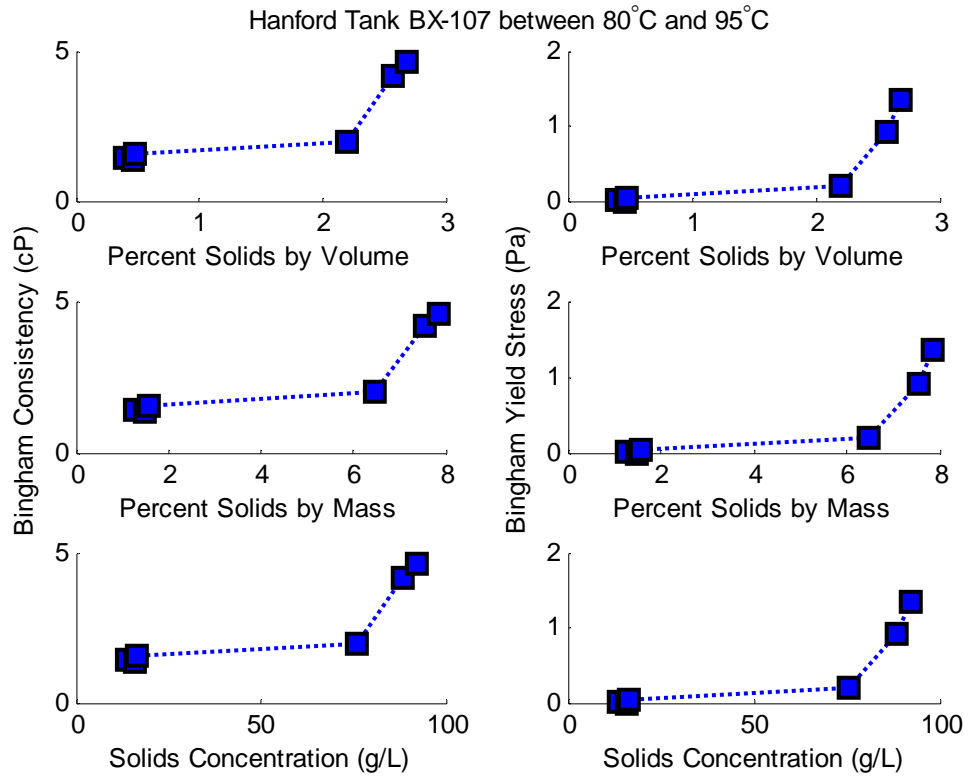 Hanford Tank BX-107 between 80°C and 95°C
5
0
0 1 2 3
Percent Solids by Volume
2
1
0
0 1 2 3
Percent Solids by Volume
Bingham Consistency (cP)
5
0
0 2 4 6 8
Percent Solids by Mass
Bingham Yield Stress (Pa)
2
1
0
0 2 4 6 8
Percent Solids by Mass
5
0
0 50 100
Solids Concentration (g/L)
2
1
0
0 50 100
Solids Concentration (g/L)